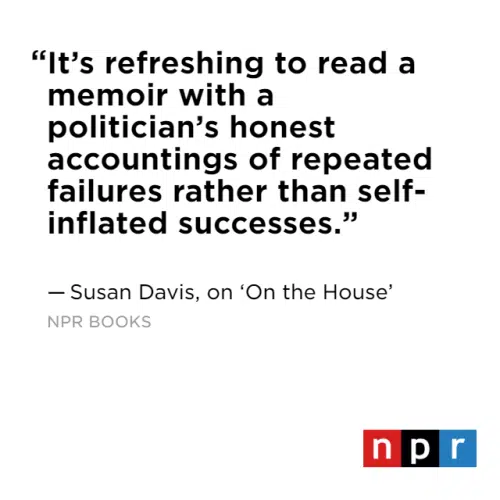 “It’s refreshing to read a
memoir with a
politician’s honest
accountings of repeated
failures rather than self-
inflated successes.”
— Susan Davis, on ‘On the House’
NPR BOOKS
npr